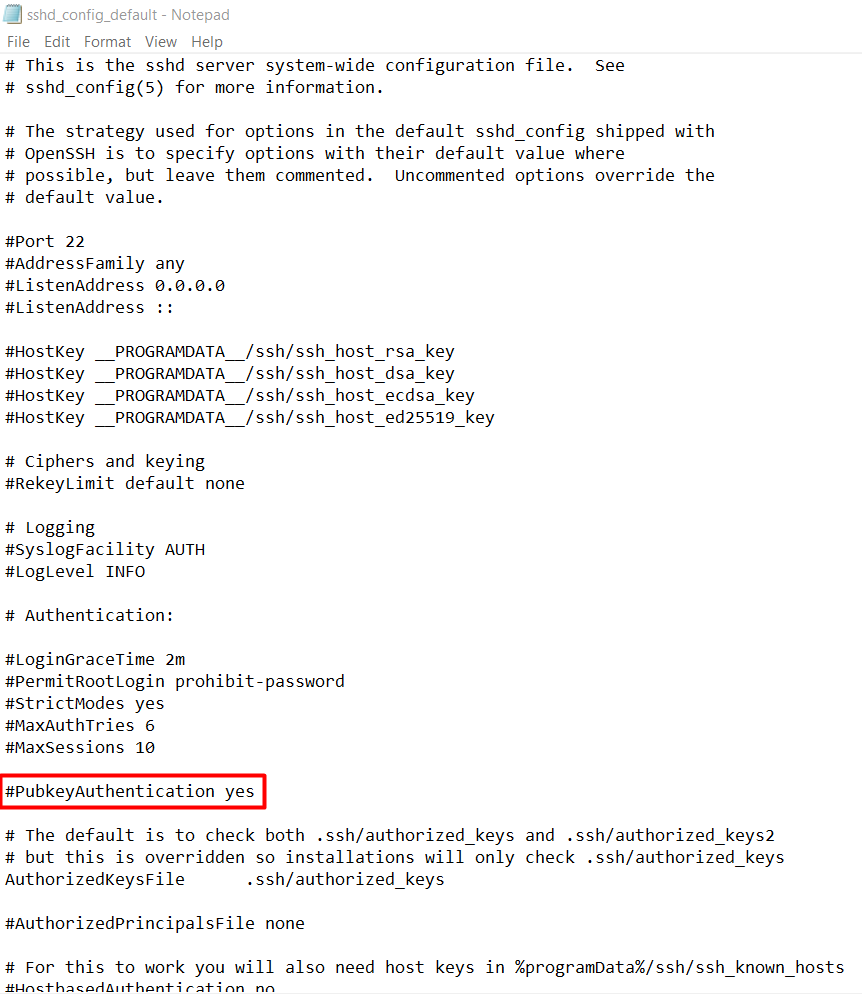 sshd_config_default - Notepad
File Edit Format View Help
# This is the sshd server system-wide configuration file.  See
# sshd_config(5) for more information.

# The strategy used for options in the default sshd_config shipped with
# OpenSSH is to specify options with their default value where
# possible, but leave them commented.  Uncommented options override the
# default value.

#Port 22
#AddressFamily any
#ListenAddress 0.0.0.0
#ListenAddress ::

#HostKey __PROGRAMDATA__/ssh/ssh_host_rsa_key
#HostKey __PROGRAMDATA__/ssh/ssh_host_dsa_key
#HostKey __PROGRAMDATA__/ssh/ssh_host_ecdsa_key
#HostKey __PROGRAMDATA__/ssh/ssh_host_ed25519_key

# Ciphers and keying
#RekeyLimit default none

# Logging
#SyslogFacility AUTH
#LogLevel INFO

# Authentication:

#LoginGraceTime 2m
#PermitRootLogin prohibit-password
#StrictModes yes
#MaxAuthTries 6
#MaxSessions 10

#PubkeyAuthentication yes

# The default is to check both .ssh/authorized_keys and .ssh/authorized_keys2
# but this is overridden so installations will only check .ssh/authorized_keys
AuthorizedKeysFile      .ssh/authorized_keys

#AuthorizedPrincipalsFile none

# For this to work you will also need host keys in %programData%/ssh/ssh_known_hosts
#HostbasedAuthentication no